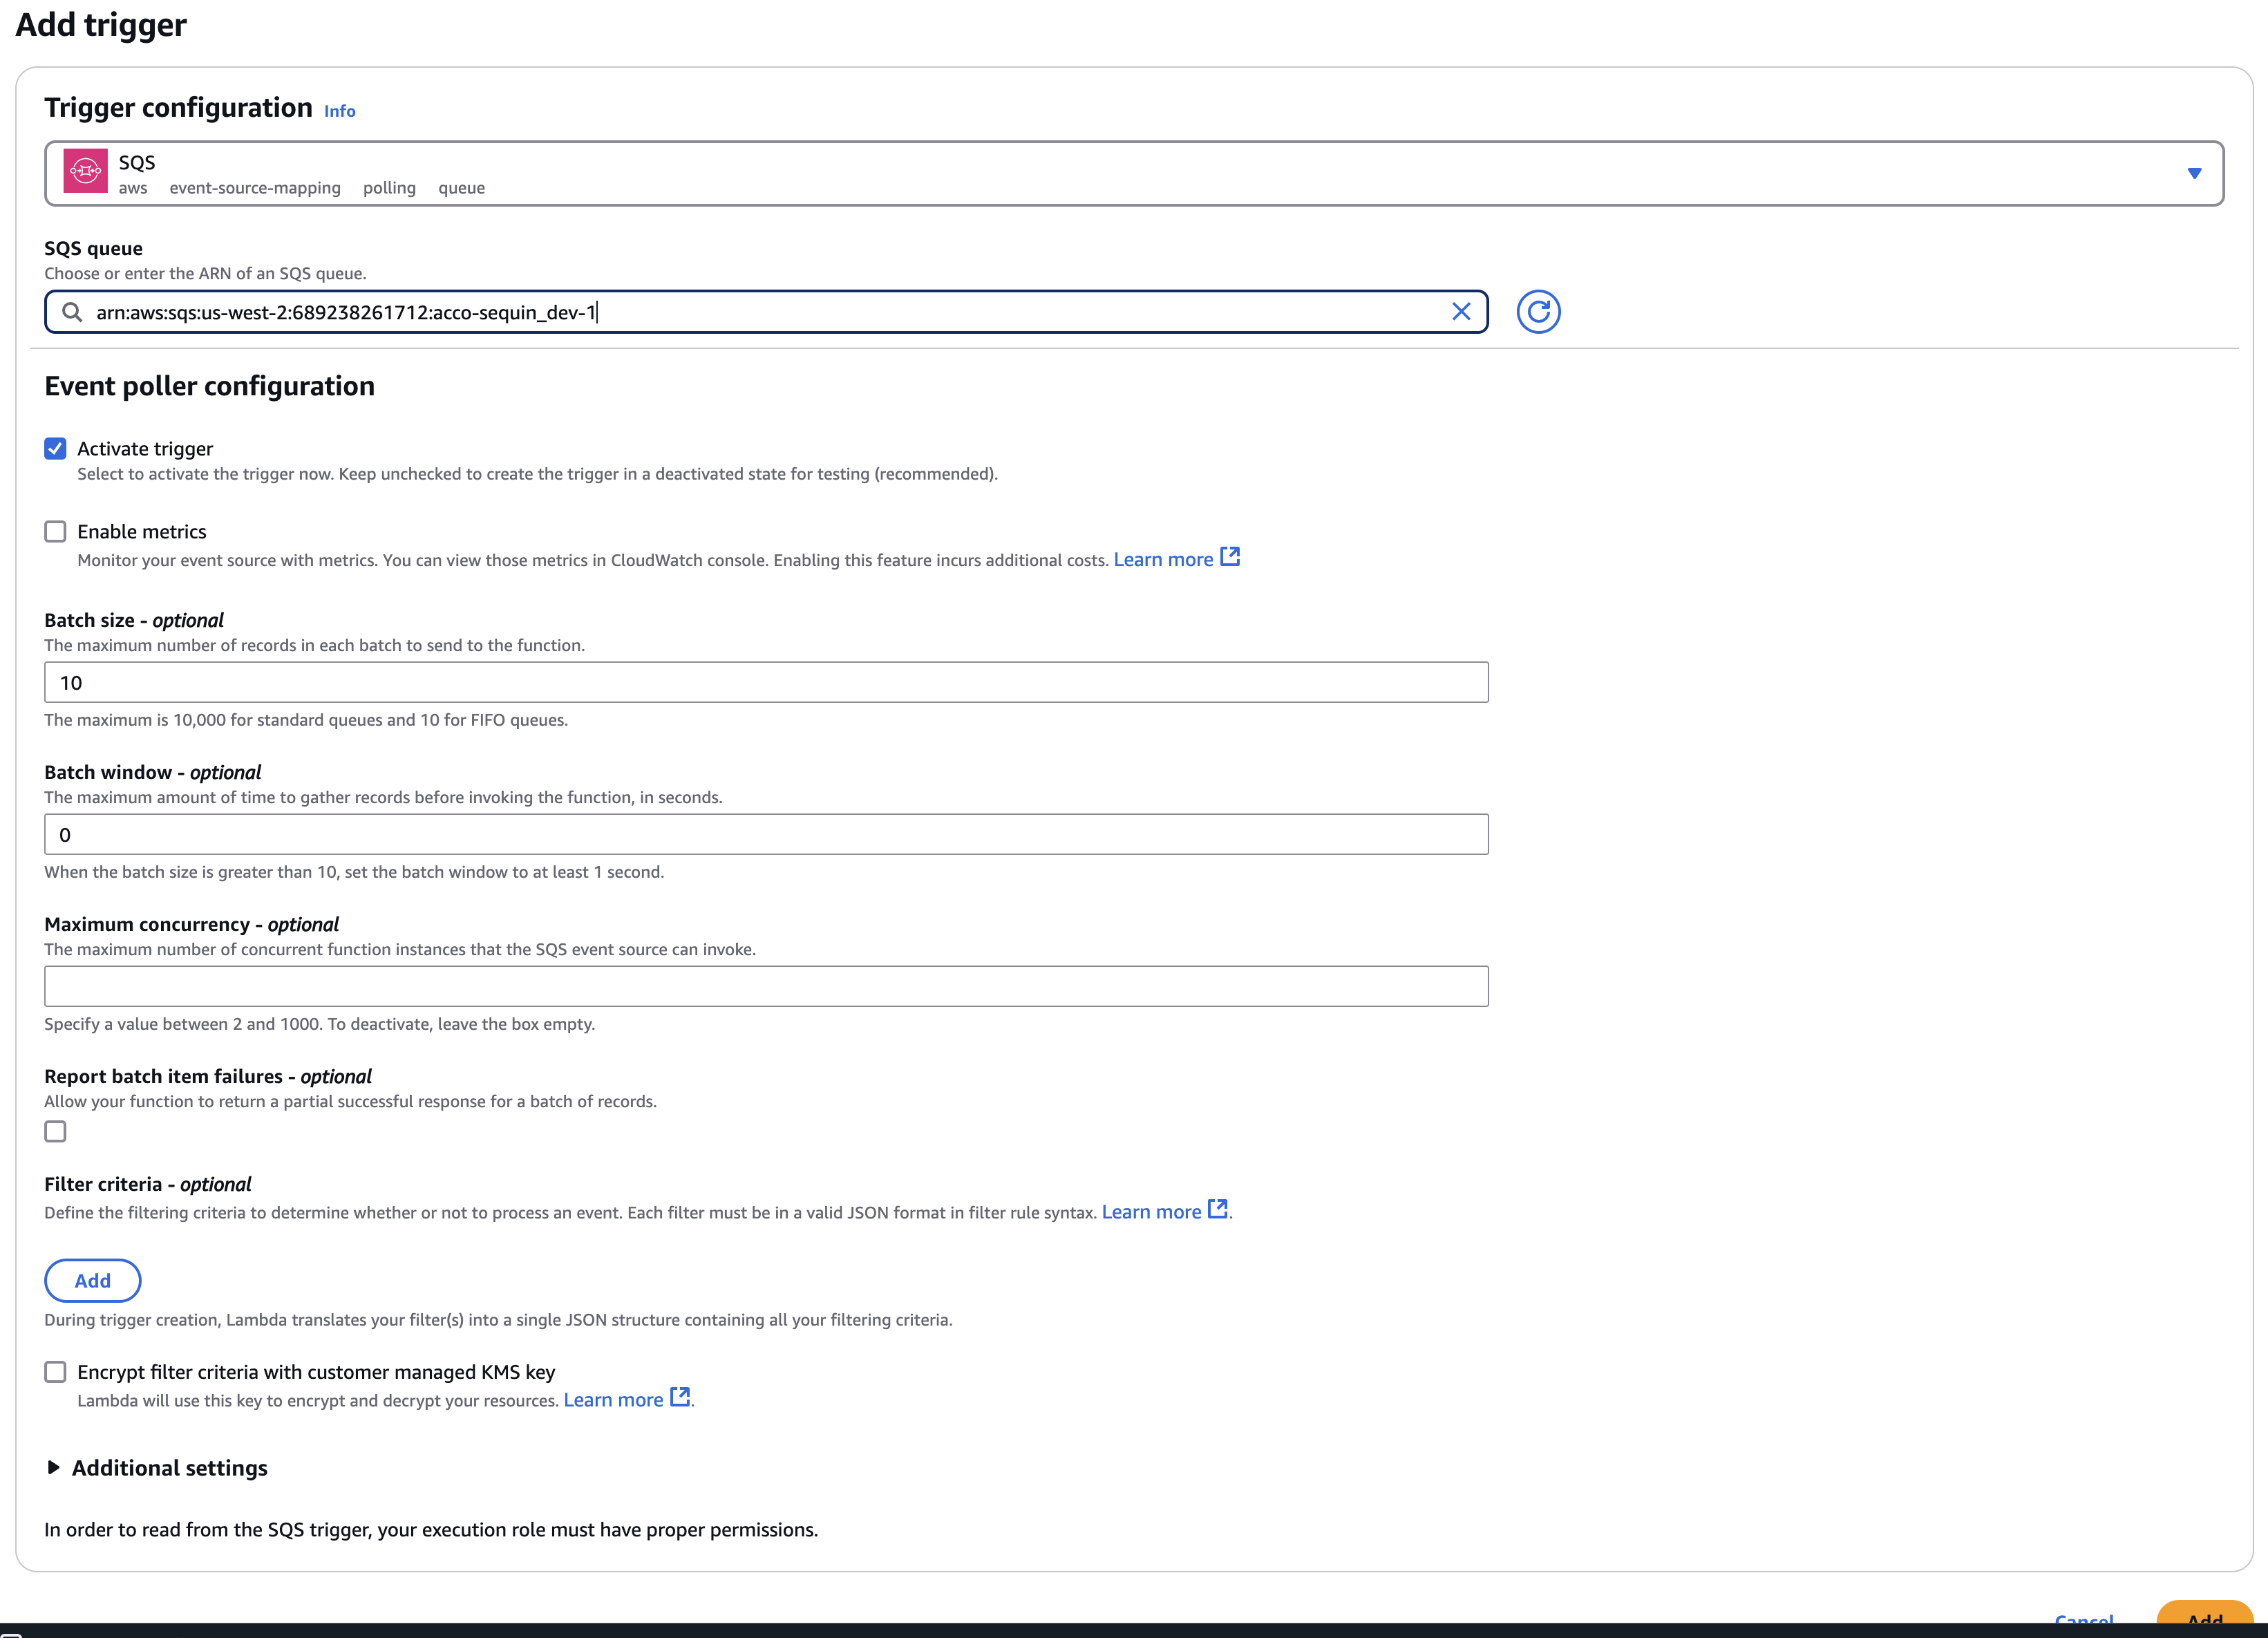 Add trigger
Trigger configuration Info
SQS
aws event-source-mapping polling queue
SQS queue
Choose or enter the ARN of an SQS queue.
arn:aws:sqs:us-west-2:689238261712:acco-sequin_dev-1
Event poller configuration
Activate trigger
Select to activate the trigger now. Keep unchecked to create the trigger in a deactivated state for testing (recommended).
Enable metrics
Monitor your event source with metrics. You can view those metrics in CloudWatch console. Enabling this feature incurs additional costs. Learn more
Batch size - optional
The maximum number of records in each batch to send to the function.
10
The maximum is 10,000 for standard queues and 10 for FIFO queues.
Batch window - optional
The maximum amount of time to gather records before invoking the function, in seconds.
0
When the batch size is greater than 10, set the batch window to at least 1 second.
Maximum concurrency - optional
The maximum number of concurrent function instances that the SQS event source can invoke.
Specify a value between 2 and 1000. To deactivate, leave the box empty.
Report batch item failures - optional
Allow your function to return a partial successful response for a batch of records.
Filter criteria - optional
Define the filtering criteria to determine whether or not to process an event. Each filter must be in a valid JSON format in filter rule syntax. Learn more.
Add
During trigger creation, Lambda translates your filter(s) into a single JSON structure containing all your filtering criteria.
Encrypt filter criteria with customer managed KMS key
Lambda will use this key to encrypt and decrypt your resources. Learn more.
Additional settings
In order to read from the SQS trigger, your execution role must have proper permissions.
Cancel Add